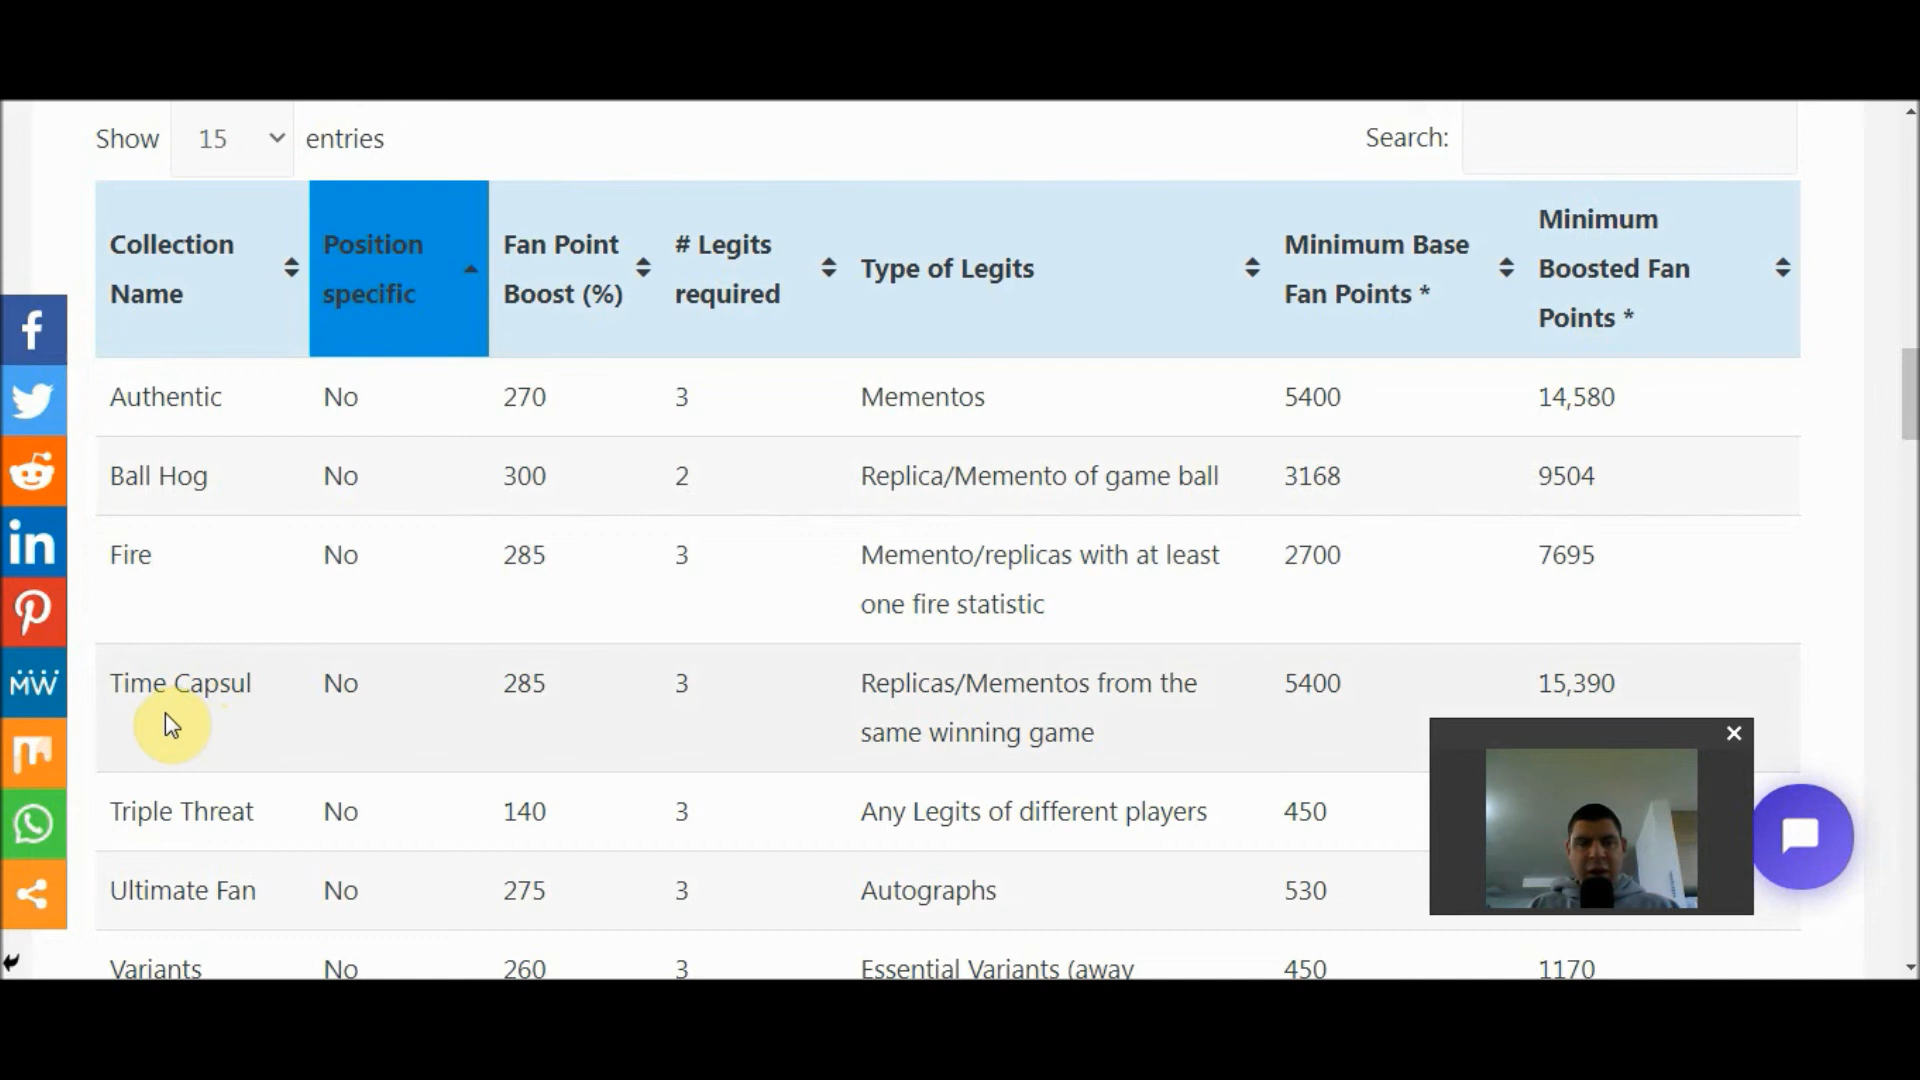 Show 15 entries
Search:
Collection Name
Position specific
Fan Point Boost (%)
# Legits required
Type of Legits
Minimum Base Fan Points *
Minimum Boosted Fan Points *
Authentic No 270 3 Mementos 5400 14,580
Ball Hog No 300 2 Replica/Memento of game ball 3168 9504
Fire No 285 3 Memento/replicas with at least 2700 7695
one fire statistic
Time Capsul No 285 3 Replicas/Mementos from the 5400 15,390
same winning game
Triple Threat No 140 3 Any Legits of different players 450
Ultimate Fan No 275 3 Autographs 530
Variants No 260 3 Essential Variants (away 450 1170
f
in
MW